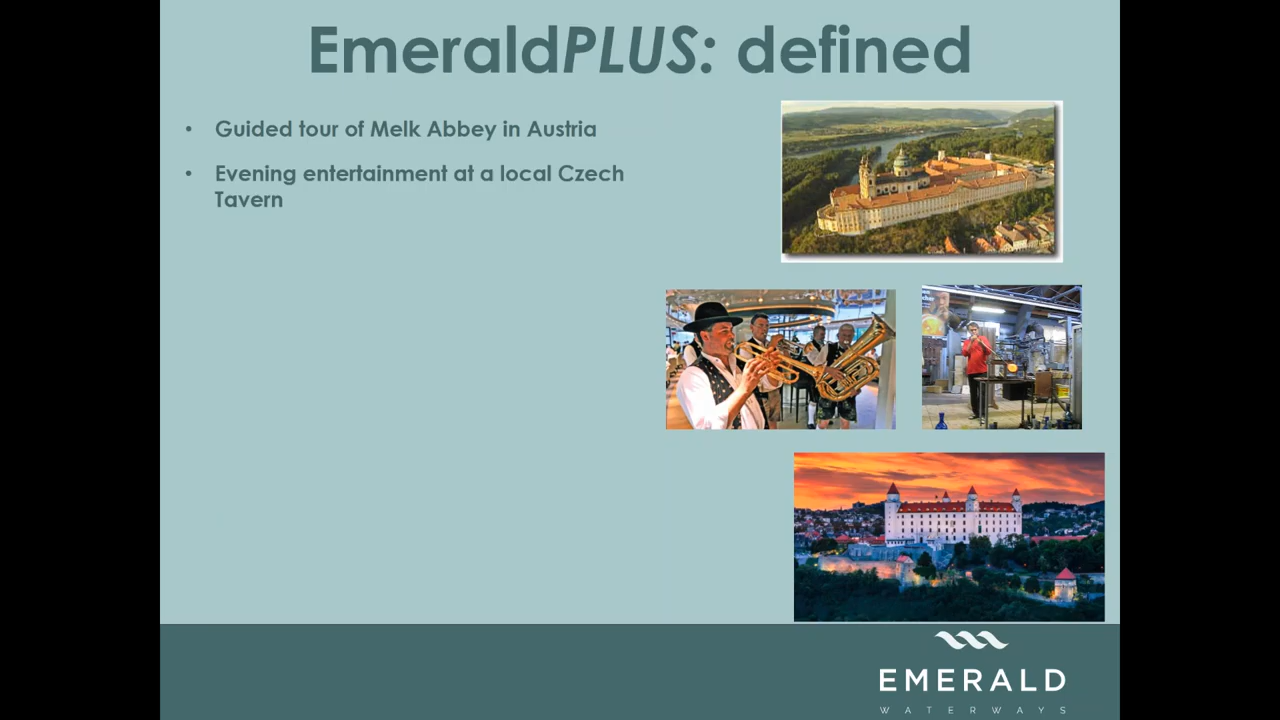 EmeraldPLUS: defined
• Guided tour of Melk Abbey in Austria
• Evening entertainment at a local Czech
Tavern
EMERALD
WATERWAYS